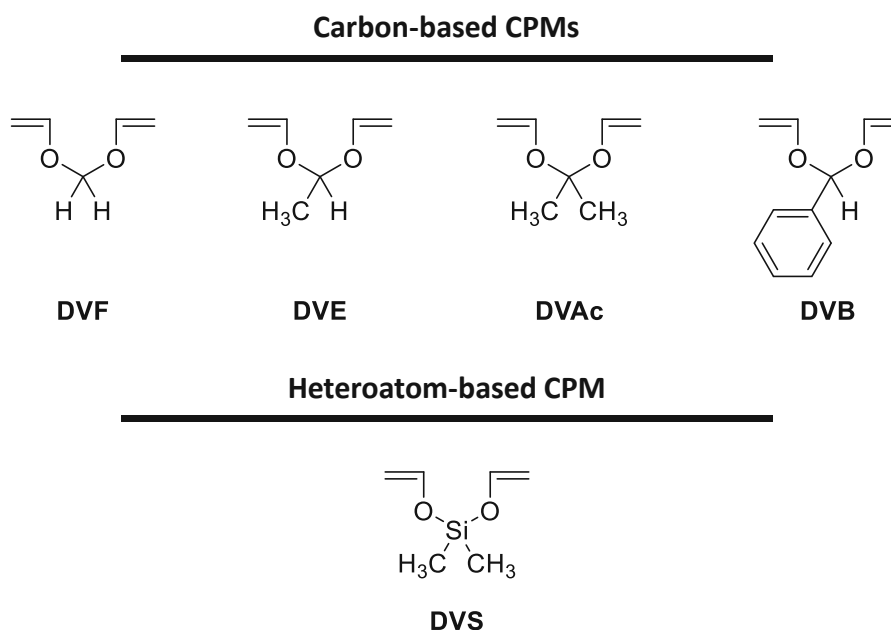 Carbon-based CPMs
O O O O O O O O
H H H₃C H H₃C CH₃ H
DVF DVE DVAc DVB
Heteroatom-based CPM
O Si O
H₃C CH₃
DVS